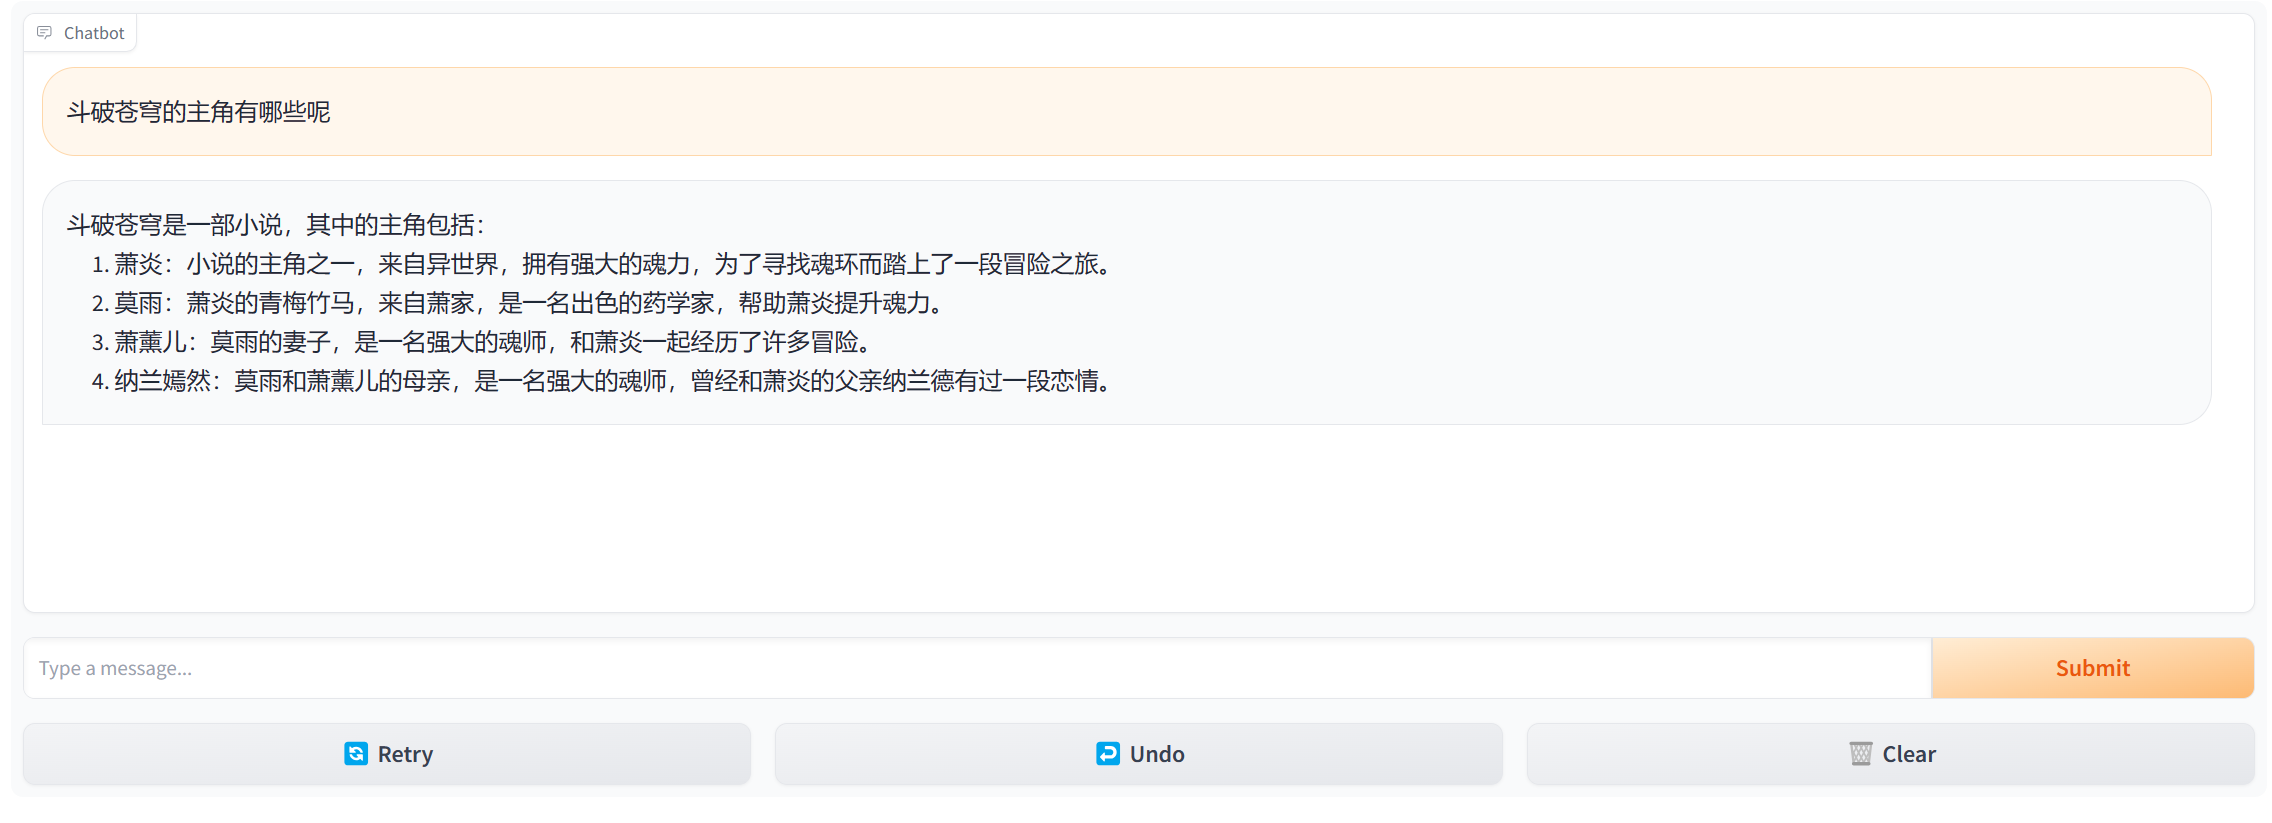 Chatbot
斗破苍穹的主角有哪些呢
斗破苍穹是一部小说，其中的主角包括：
1. 萧炎：小说的主角之一，来自异世界，拥有强大的魂力，为了寻找魂环而踏上了一段冒险之旅。
2. 莫雨：萧炎的青梅竹马，来自萧家，是一名出色的药学家，帮助萧炎提升魂力。
3. 萧薰儿：莫雨的妻子，是一名强大的魂师，和萧炎一起经历了许多冒险。
4. 纳兰嫣然：莫雨和萧薰儿的母亲，是一名强大的魂师，曾经和萧炎的父亲纳兰德有过一段恋情。
Type a message...
Submit
Retry
Undo
Clear